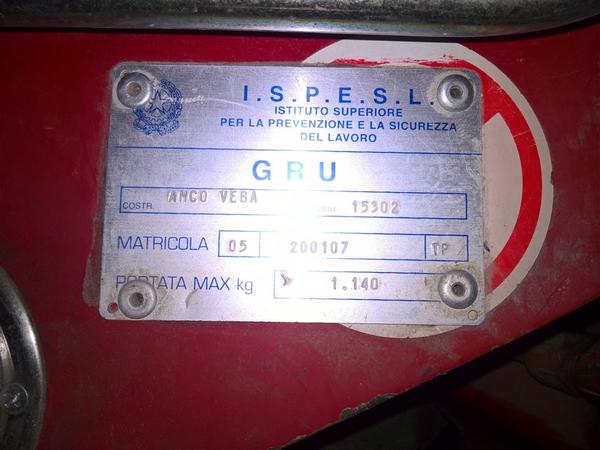 I.S.P.E.S.L.
ISTITUTO SUPERIORE
PER LA PREVENZIONE E LA SICUREZZA
DEL LAVORO
GRU
COSTR. AMCO VEBA 15302
MATRICOLA 05 200107 TP
PORTATA MAX kg 1.140